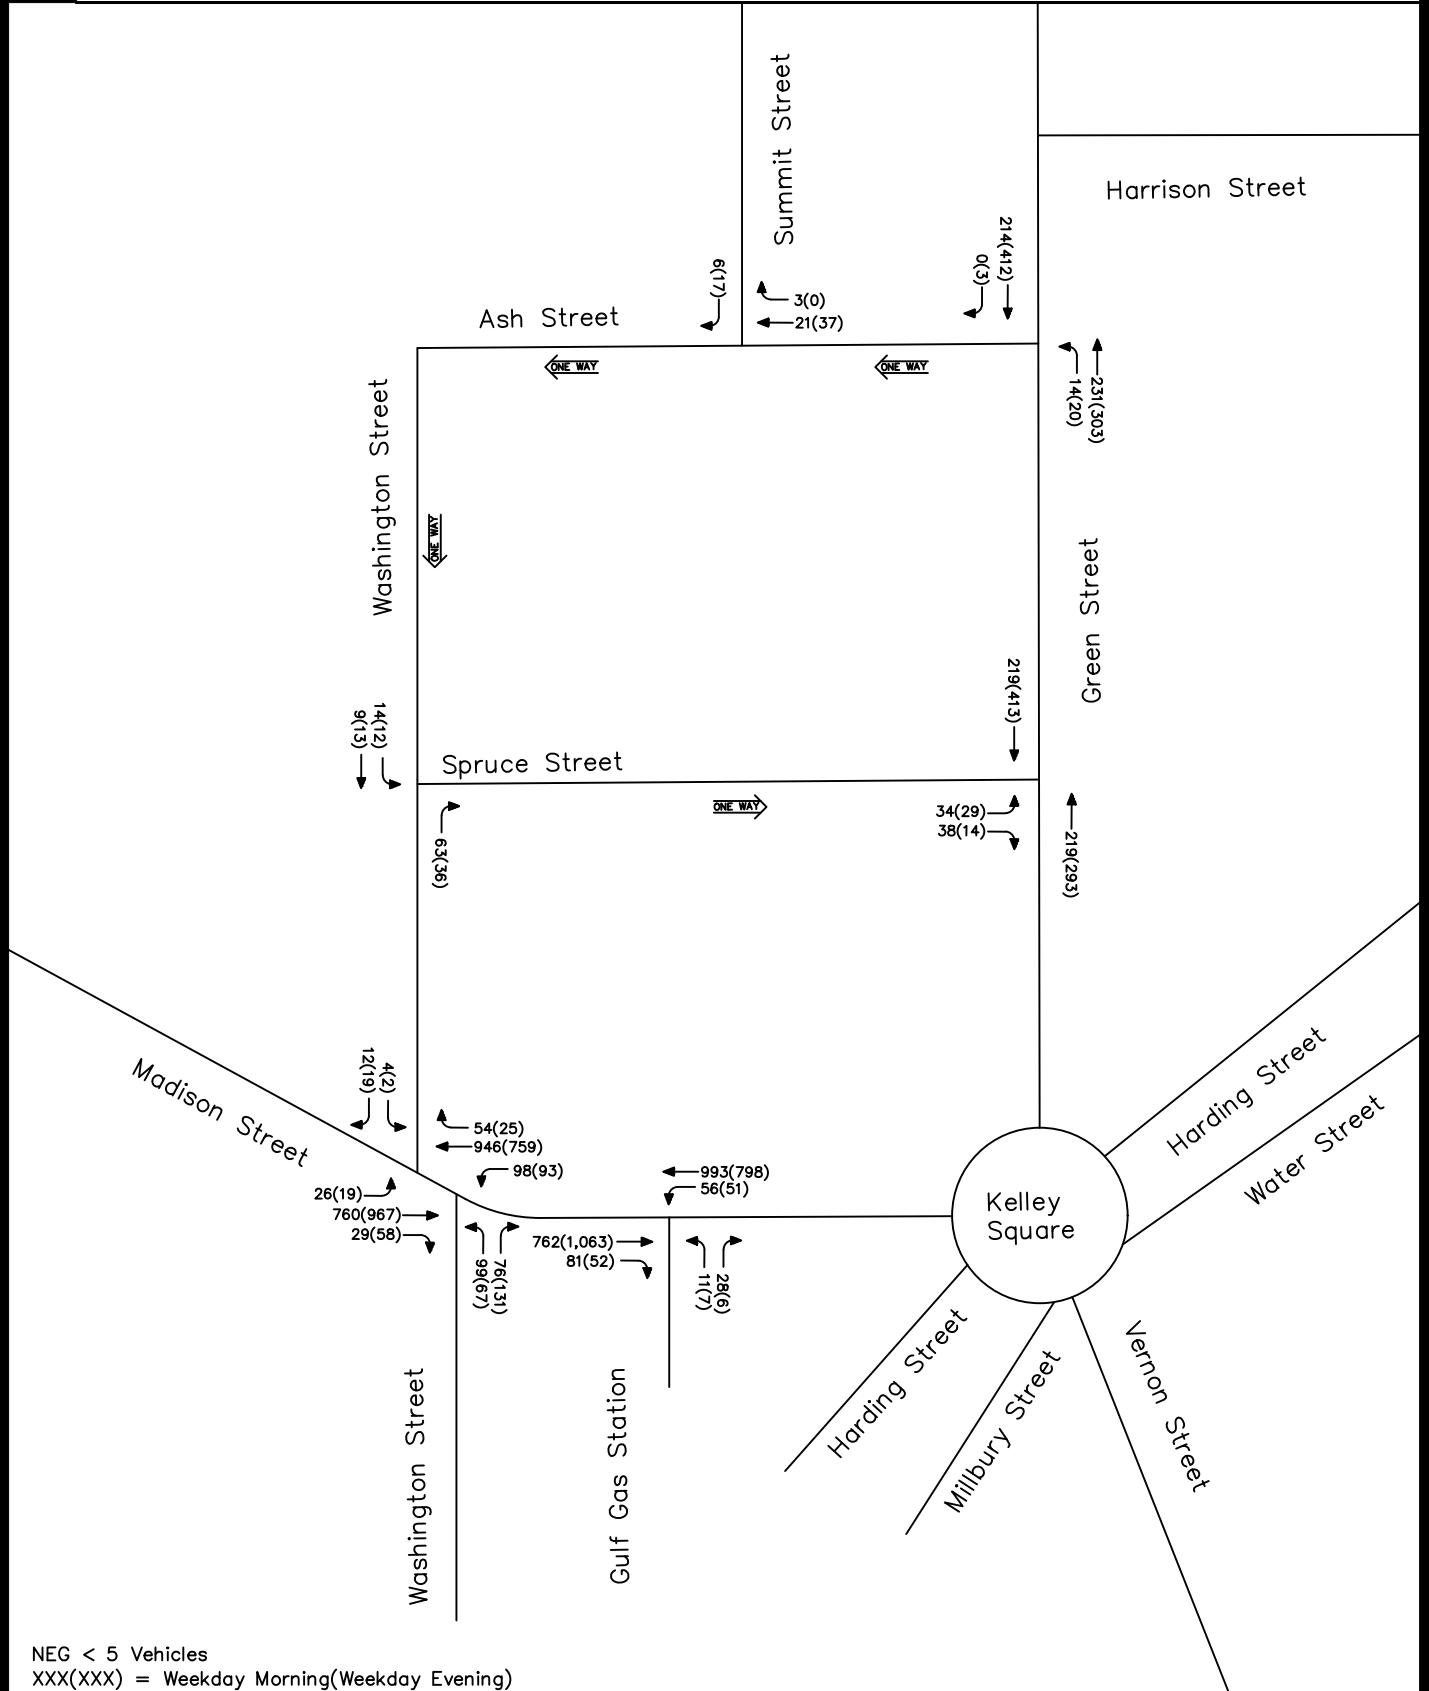 Summit Street
Harrison Street
214(412)
0(3)
6(17)
3(0)
21(37)
Ash Street
ONE WAY
ONE WAY
231(303)
14(20)
Washington Street
ONE WAY
Green Street
219(413)
14(12)
9(13)
Spruce Street
ONE WAY
34(29)
38(14)
63(36)
219(293)
Madison Street
12(19)
4(2)
54(25)
946(759)
98(93)
993(798)
56(51)
26(19)
760(967)
29(58)
762(1,063)
81(52)
99(67)
76(131)
11(7)
28(6)
Kelley
Square
Harding Street
Water Street
Harding Street
Millbury Street
Vernon Street
Washington Street
Gulf Gas Station
NEG < 5 Vehicles
XXX(XXX) = Weekday Morning(Weekday Evening)